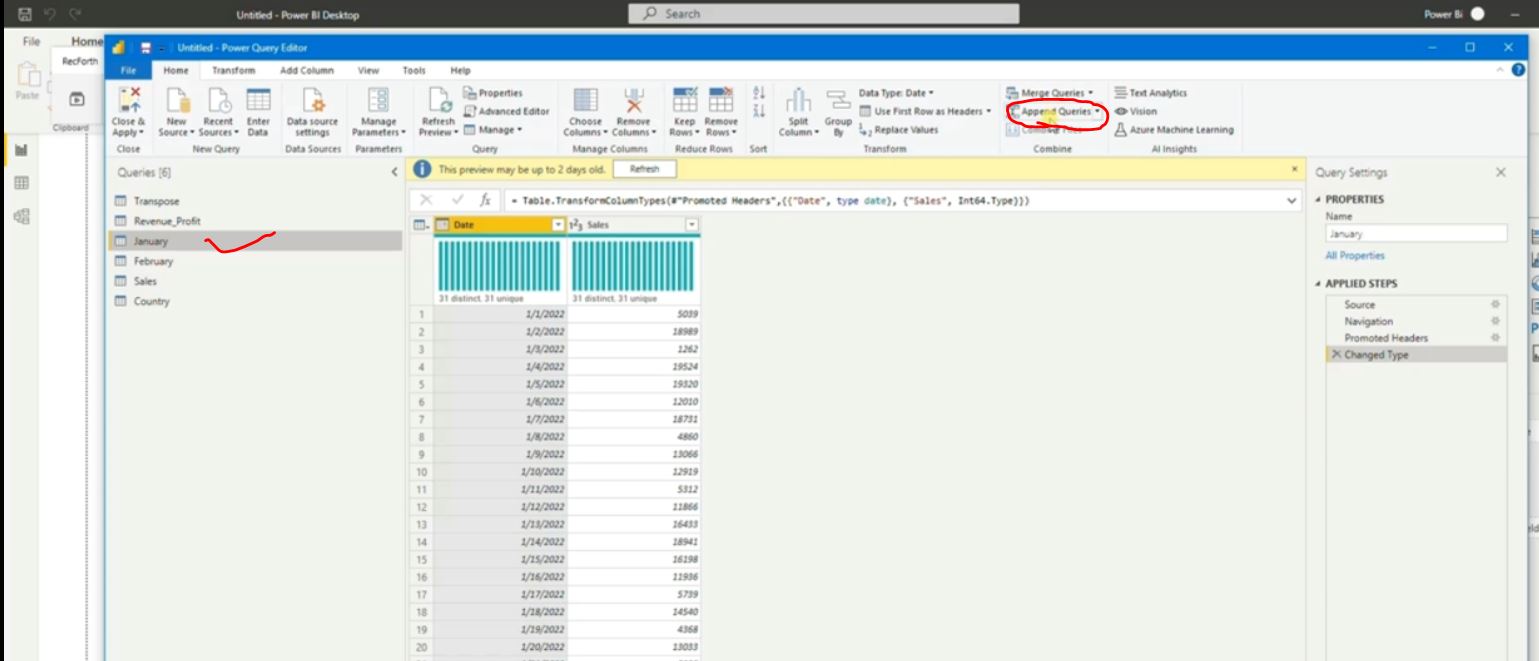 Untitled - Power BI Desktop
Search
Power Bi
File
Home
Untitled - Power Query Editor
RecForth
Paste
Clipboard
File Home Transform Add Column View Tools Help
Close & Apply
Close
New Source
Recent Sources
Enter Data
New Query
Data source settings
Data Sources
Manage Parameters
Parameters
Refresh Preview
Properties
Advanced Editor
Manage
Query
Choose Columns
Remove Columns
Manage Columns
Keep Rows
Remove Rows
Reduce Rows
Sort
Split Column
Group By
Data Type: Date
Use First Row as Headers
Replace Values
Transform
Merge Queries
Append Queries
Combine
Text Analytics
Vision
Azure Machine Learning
AI Insights
Queries [6]
Transpose
Revenue_Profit
January
February
Sales
Country
This preview may be up to 2 days old.
Refresh
= Table.TransformColumnTypes(#"Promoted Headers",{{"Date", type date}, {"Sales", Int64.Type}})
Date
Sales
31 distinct, 31 unique
31 distinct, 31 unique
1 1/1/2022 5039
2 1/2/2022 18989
3 1/3/2022 1262
4 1/4/2022 19524
5 1/5/2022 19320
6 1/6/2022 12010
7 1/7/2022 18731
8 1/8/2022 4860
9 1/9/2022 13066
10 1/10/2022 12919
11 1/11/2022 5312
12 1/12/2022 11866
13 1/13/2022 16433
14 1/14/2022 18941
15 1/15/2022 16198
16 1/16/2022 11936
17 1/17/2022 5739
18 1/18/2022 14540
19 1/19/2022 4368
20 1/20/2022 13033
Query Settings
PROPERTIES
Name
January
All Properties
APPLIED STEPS
Source
Navigation
Promoted Headers
Changed Type